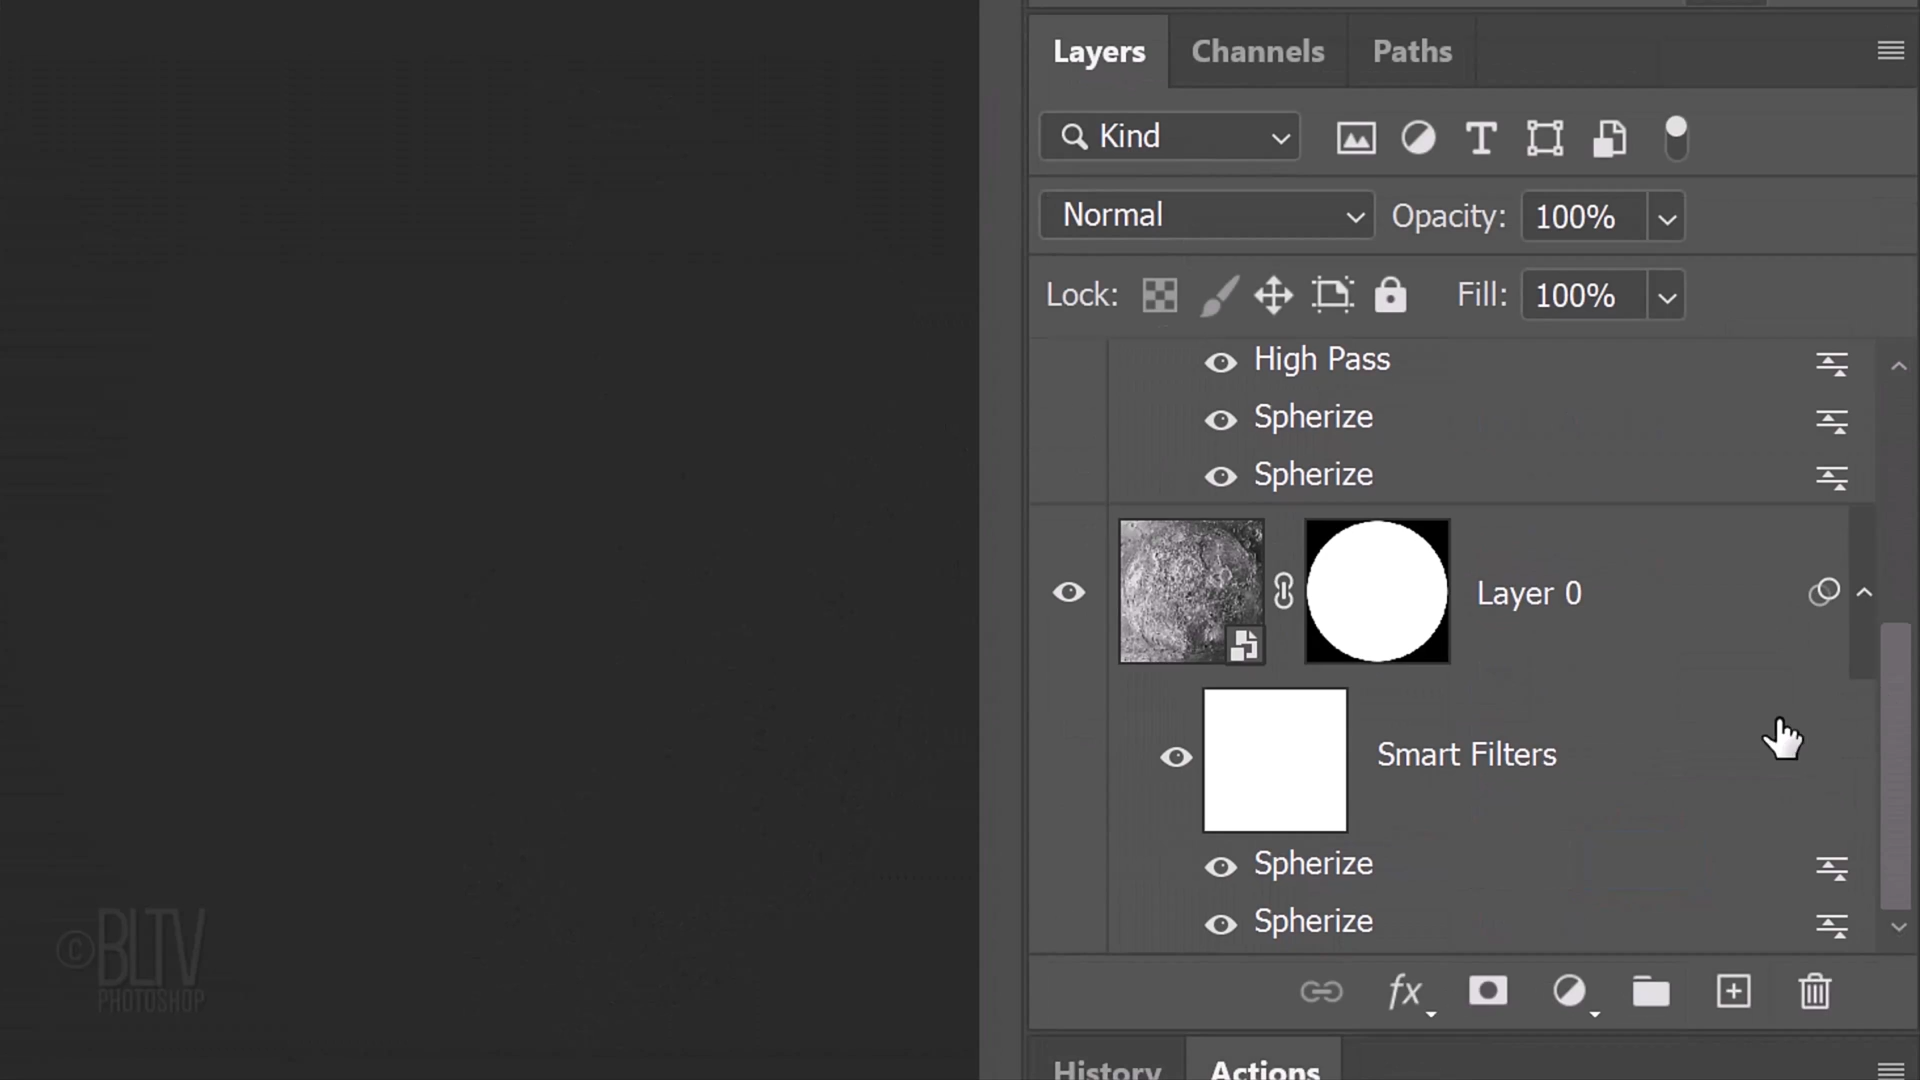 Layers Channels Paths
Kind
Normal Opacity: 100%
Lock: Fill: 100%
High Pass
Spherize
Spherize
Layer 0
Smart Filters
Spherize
Spherize
fx
History Actions
©BLTV
PHOTOSHOP